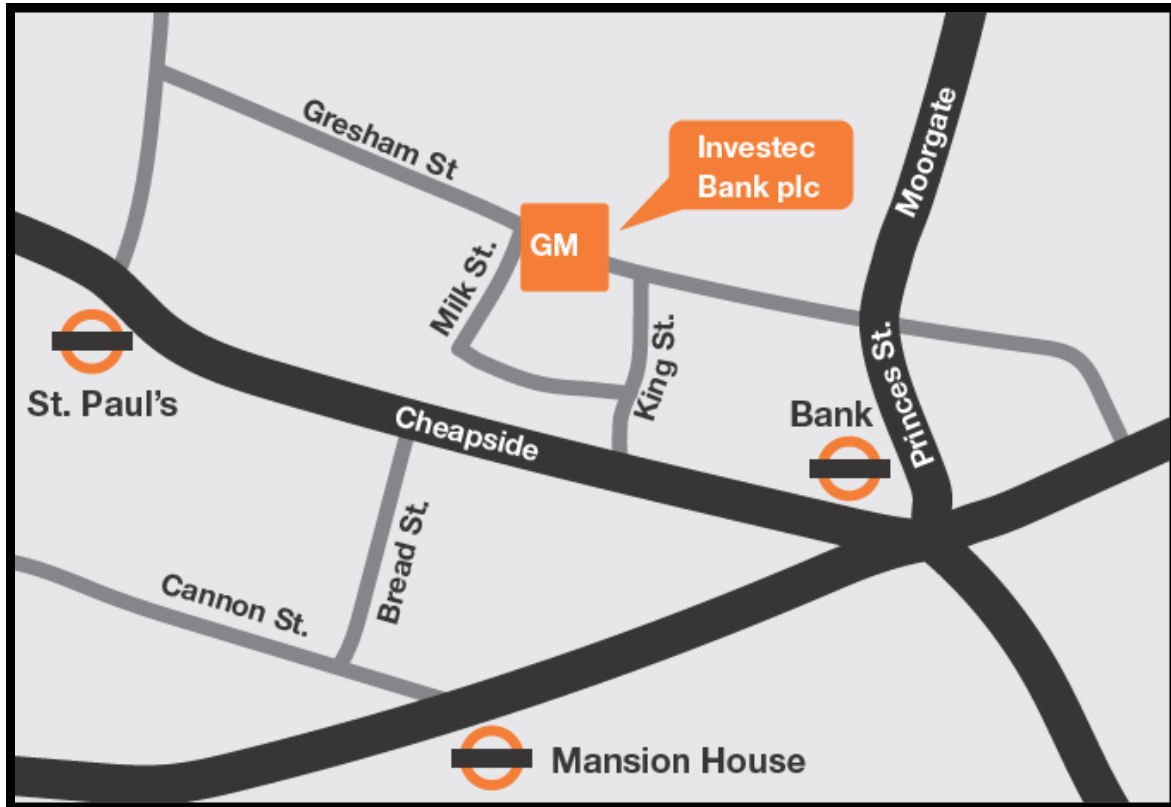 Gresham St
Investec
Bank plc
Moorgate
GM
Milk St.
King St.
Princes St.
St. Paul's
Cheapside
Bank
Bread St.
Cannon St.
Mansion House